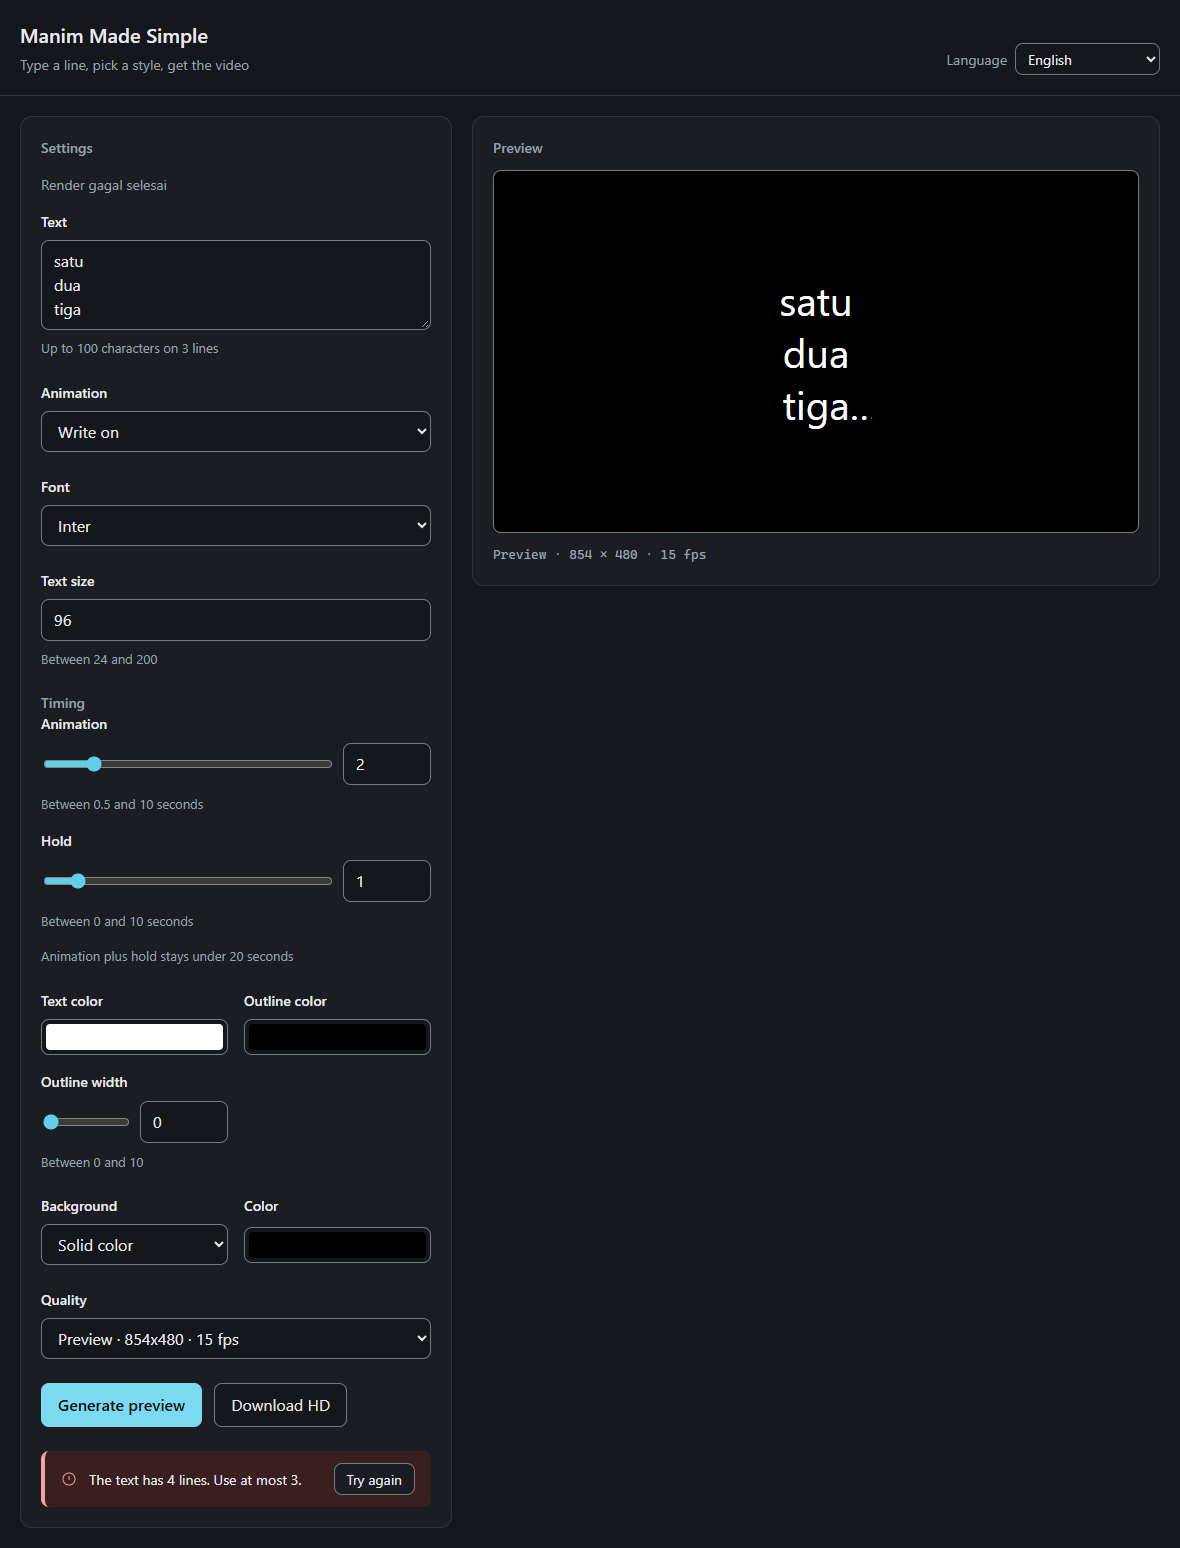 Manim Made Simple
Type a line, pick a style, get the video
Language
English
Settings
Render gagal selesai
Text
satu
dua
tiga
Up to 100 characters on 3 lines
Animation
Write on
Font
Inter
Text size
96
Between 24 and 200
Timing
Animation
2
Between 0.5 and 10 seconds
Hold
1
Between 0 and 10 seconds
Animation plus hold stays under 20 seconds
Text color
Outline color
Outline width
0
Between 0 and 10
Background
Color
Solid color
Quality
Preview · 854x480 · 15 fps
Generate preview
Download HD
The text has 4 lines. Use at most 3.
Try again
Preview
satu
dua
tiga...
Preview · 854 × 480 · 15 fps